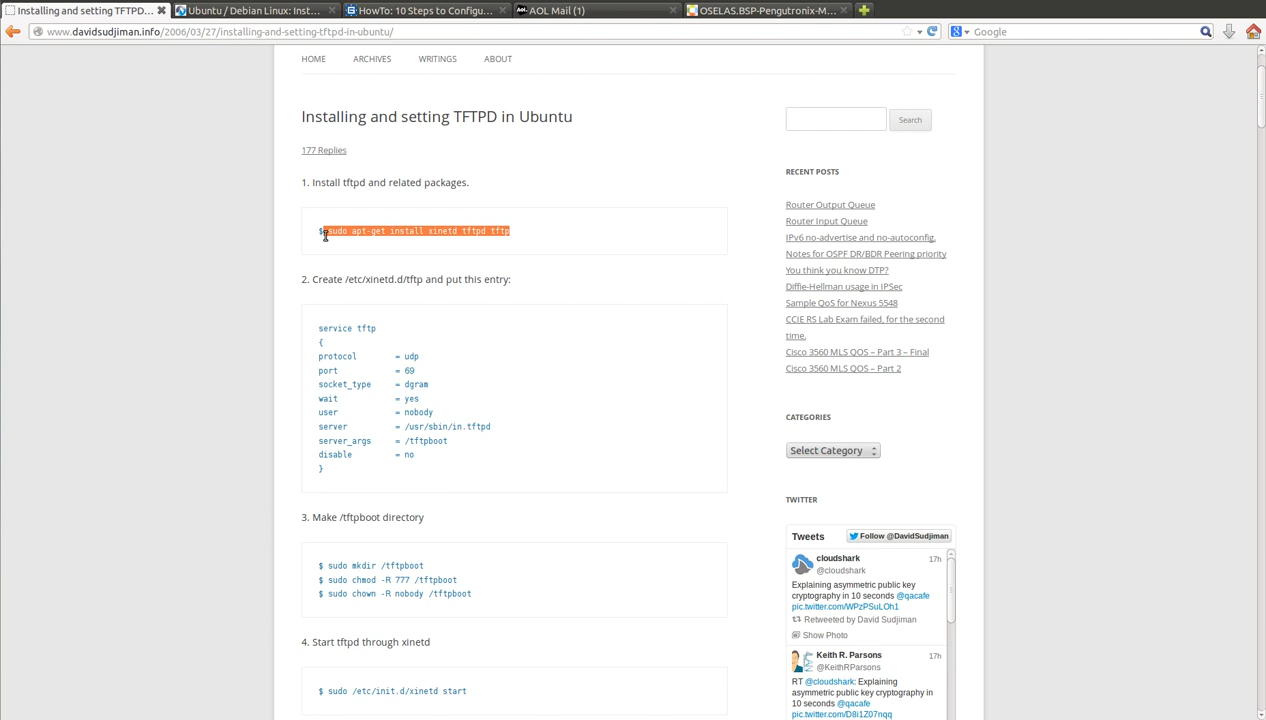 Installing and setting TFTPD...
Ubuntu / Debian Linux: Inst...
HowTo: 10 Steps to Configu...
AOL Mail (1)
OSELAS.BSP-Pengutronix-M...
www.davidsudjiman.info/2006/03/27/installing-and-setting-tftpd-in-ubuntu/
Google
HOME ARCHIVES WRITINGS ABOUT
Installing and setting TFTPD in Ubuntu
177 Replies
1. Install tftpd and related packages.
$ sudo apt-get install xinetd tftpd tftp
2. Create /etc/xinetd.d/tftp and put this entry:
service tftp
{
protocol = udp
port = 69
socket_type = dgram
wait = yes
user = nobody
server = /usr/sbin/in.tftpd
server_args = /tftpboot
disable = no
}
3. Make /tftpboot directory
$ sudo mkdir /tftpboot
$ sudo chmod -R 777 /tftpboot
$ sudo chown -R nobody /tftpboot
4. Start tftpd through xinetd
$ sudo /etc/init.d/xinetd start
Search
RECENT POSTS
Router Output Queue
Router Input Queue
IPv6 no-advertise and no-autoconfig.
Notes for OSPF DR/BDR Peering priority
You think you know DTP?
Diffie-Hellman usage in IPSec
Sample QoS for Nexus 5548
CCIE RS Lab Exam failed, for the second
time.
Cisco 3560 MLS QOS – Part 3 – Final
Cisco 3560 MLS QOS – Part 2
CATEGORIES
Select Category
TWITTER
Tweets Follow @DavidSudjiman
cloudshark 17h
@cloudshark
Explaining asymmetric public key
cryptography in 10 seconds @qacafe
pic.twitter.com/WPzPSuLOh1
Retweeted by David Sudjiman
Show Photo
Keith R. Parsons 17h
@KeithRParsons
RT @cloudshark: Explaining
asymmetric public key cryptography in
10 seconds @qacafe
pic.twitter.com/D8i1Z07nqq